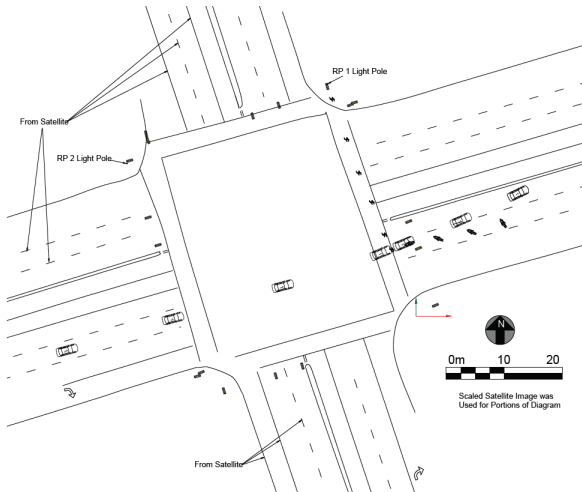 RP 1 Light Pole
From Satellite
RP 2 Light Pole
N
0m 10 20
Scaled Satellite Image was
Used for Portions of Diagram
From Satellite